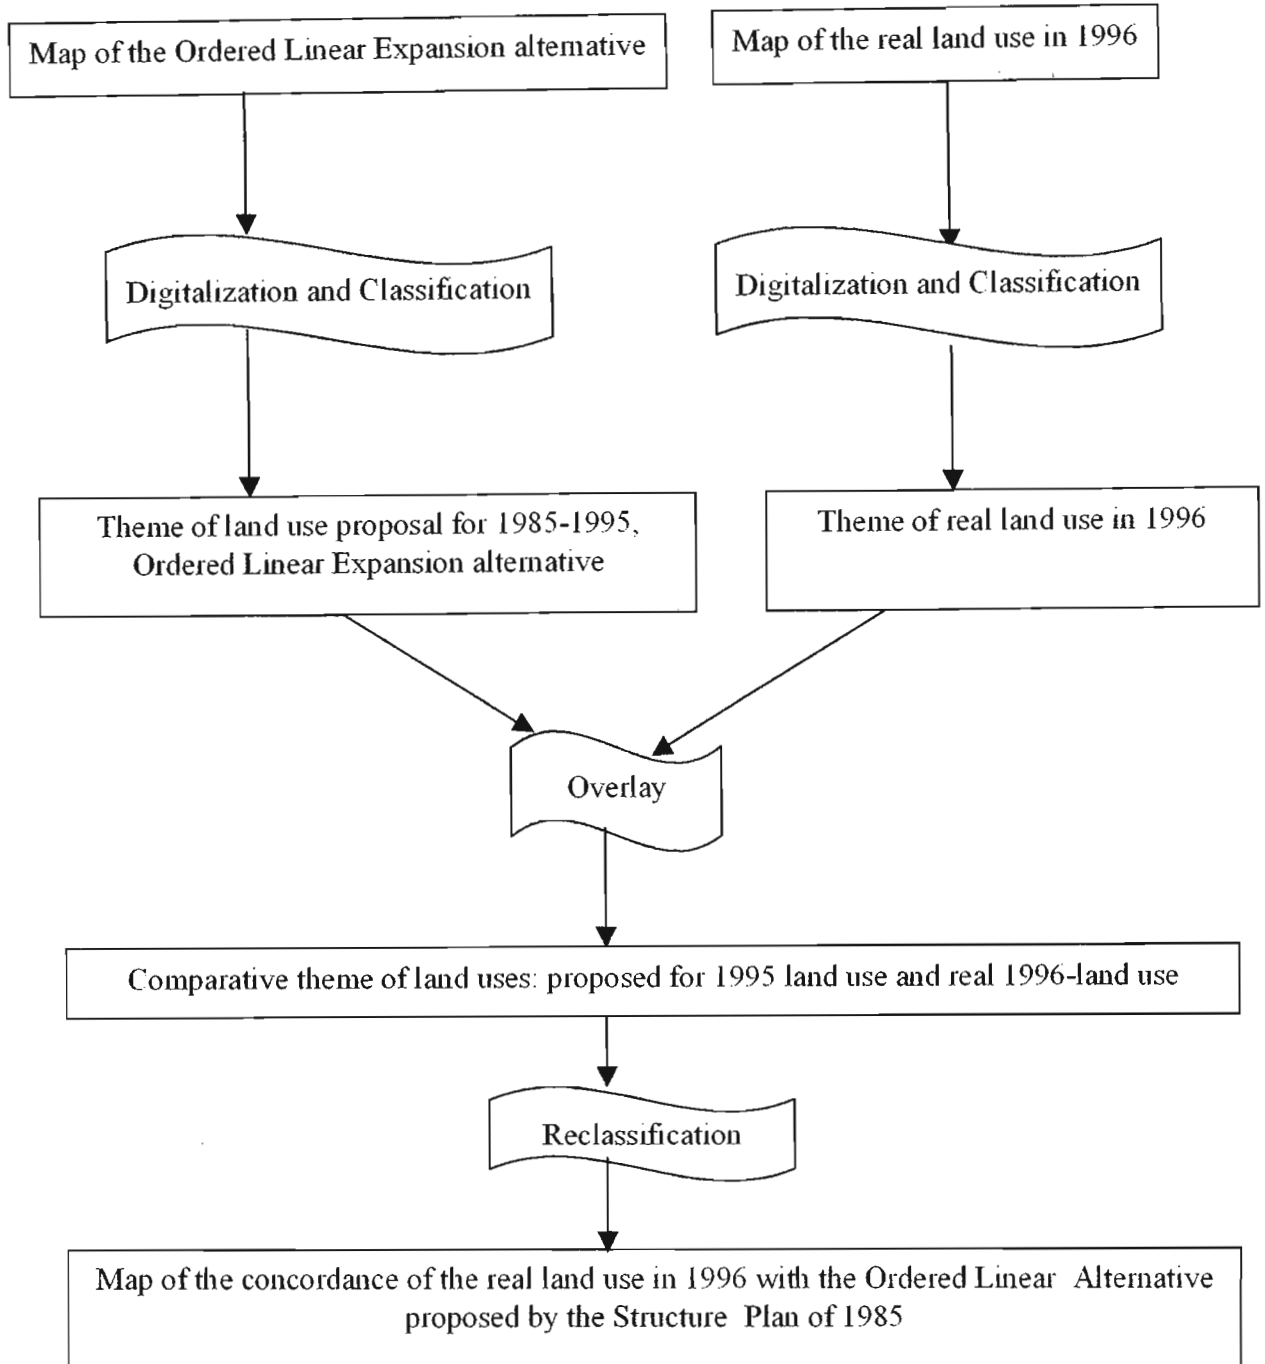 Map of the Ordered Linear Expansion alternative
Map of the real land use in 1996
Digitalization and Classification
Digitalization and Classification
Theme of land use proposal for 1985-1995,
Ordered Linear Expansion alternative
Theme of real land use in 1996
Overlay
Comparative theme of land uses: proposed for 1995 land use and real 1996-land use
Reclassification
Map of the concordance of the real land use in 1996 with the Ordered Linear Alternative
proposed by the Structure Plan of 1985